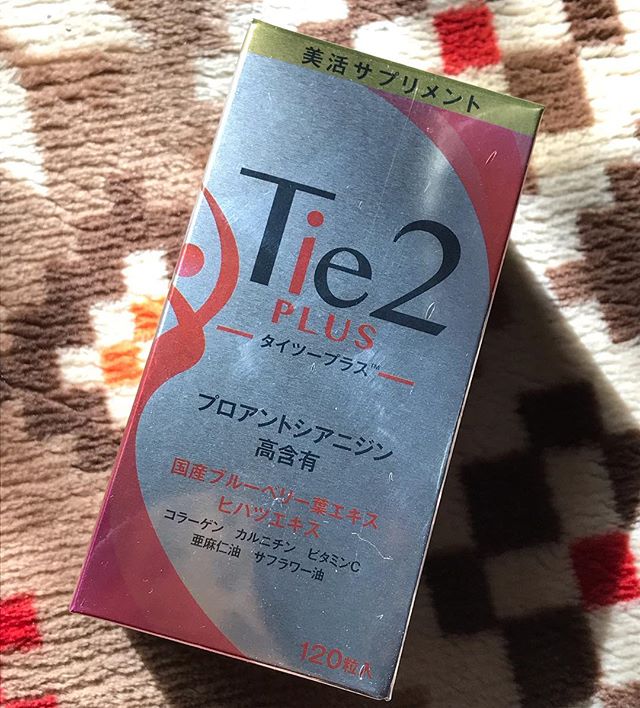 美活サプリメント
Tie2
PLUS
タイツープラス™
プロアントシアニジン
高含有
国産ブルーベリー葉エキス
ヒハツエキス
コラーゲン カルニチン ビタミンC
亜麻仁油 サフラワー油
120粒入